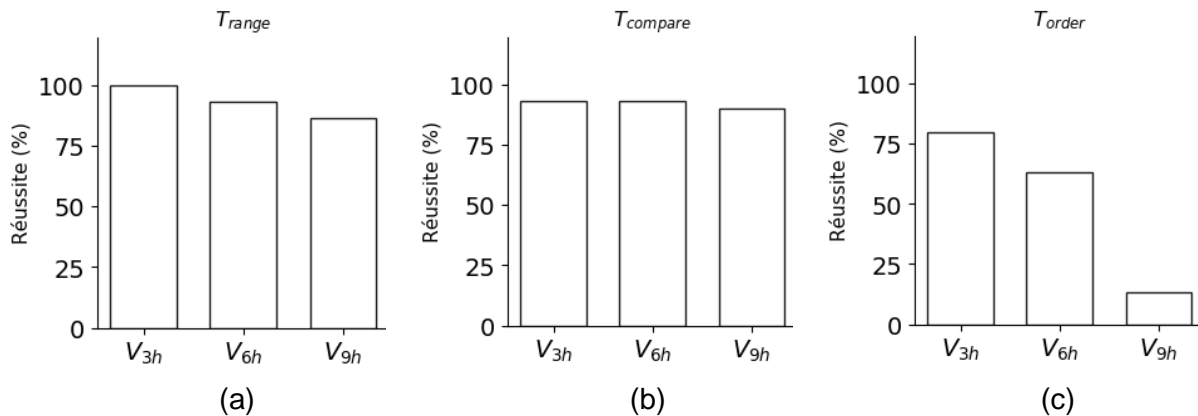 T_range
Réussite (%)
100
75
50
25
0
V_3h V_6h V_9h
(a)
T_compare
Réussite (%)
100
75
50
25
0
V_3h V_6h V_9h
(b)
T_order
Réussite (%)
100
75
50
25
0
V_3h V_6h V_9h
(c)